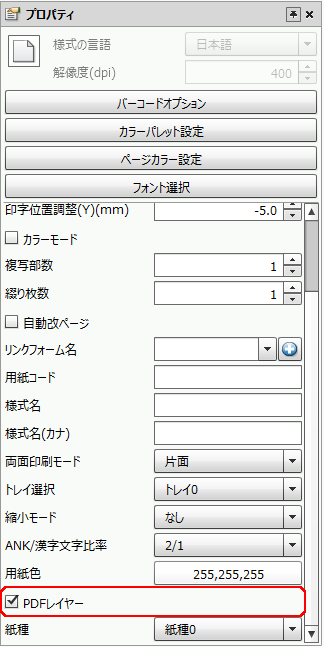 プロパティ
様式の言語 日本語
解像度(dpi) 400
バーコードオプション
カラーパレット設定
ページカラー設定
フォント選択
印字位置調整(Y)(mm) -5.0
カラーモード
複写部数 1
綴り枚数 1
自動改ページ
リンクフォーム名
用紙コード
様式名
様式名(カナ)
両面印刷モード 片面
トレイ選択 トレイ0
縮小モード なし
ANK/漢字文字比率 2/1
用紙色 255,255,255
PDFレイヤー
紙種 紙種0